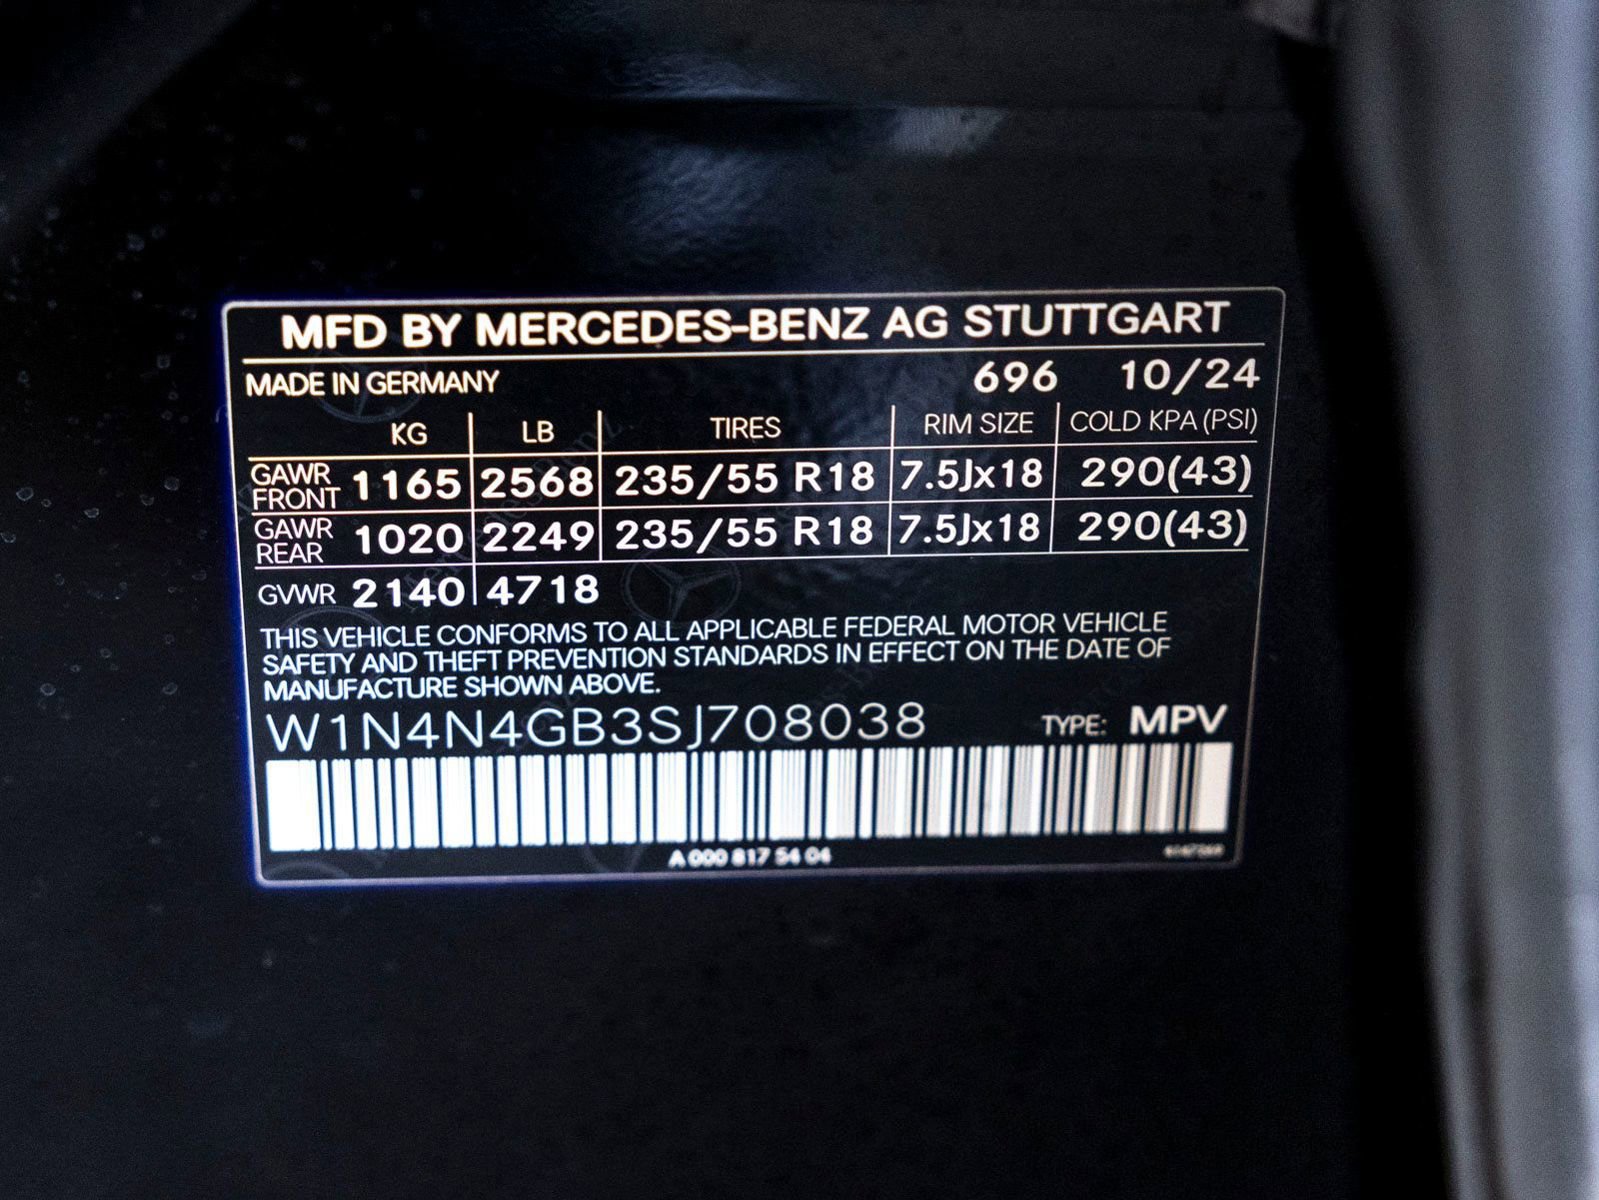 MFD BY MERCEDES-BENZ AG STUTTGART
MADE IN GERMANY 696 10/24
KG LB TIRES RIM SIZE COLD KPA (PSI)
GAWR FRONT 1165 2568 235/55 R18 7.5Jx18 290(43)
GAWR REAR 1020 2249 235/55 R18 7.5Jx18 290(43)
GVWR 2140 4718
THIS VEHICLE CONFORMS TO ALL APPLICABLE FEDERAL MOTOR VEHICLE
SAFETY AND THEFT PREVENTION STANDARDS IN EFFECT ON THE DATE OF
MANUFACTURE SHOWN ABOVE.
W1N4N4GB3SJ708038 TYPE: MPV
A 000 817 54 04